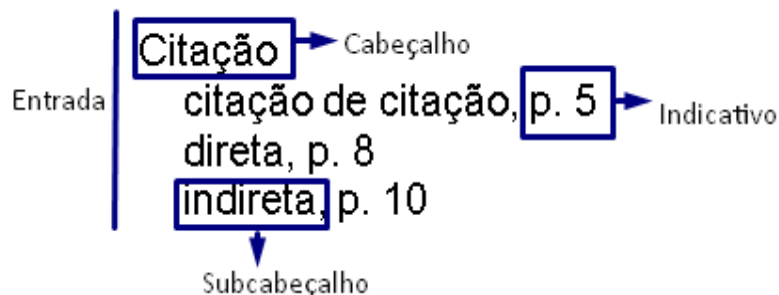 Citação Cabeçalho
Entrada citação de citação, p. 5 Indicativo
direta, p. 8
indireta, p. 10
Subcabeçalho